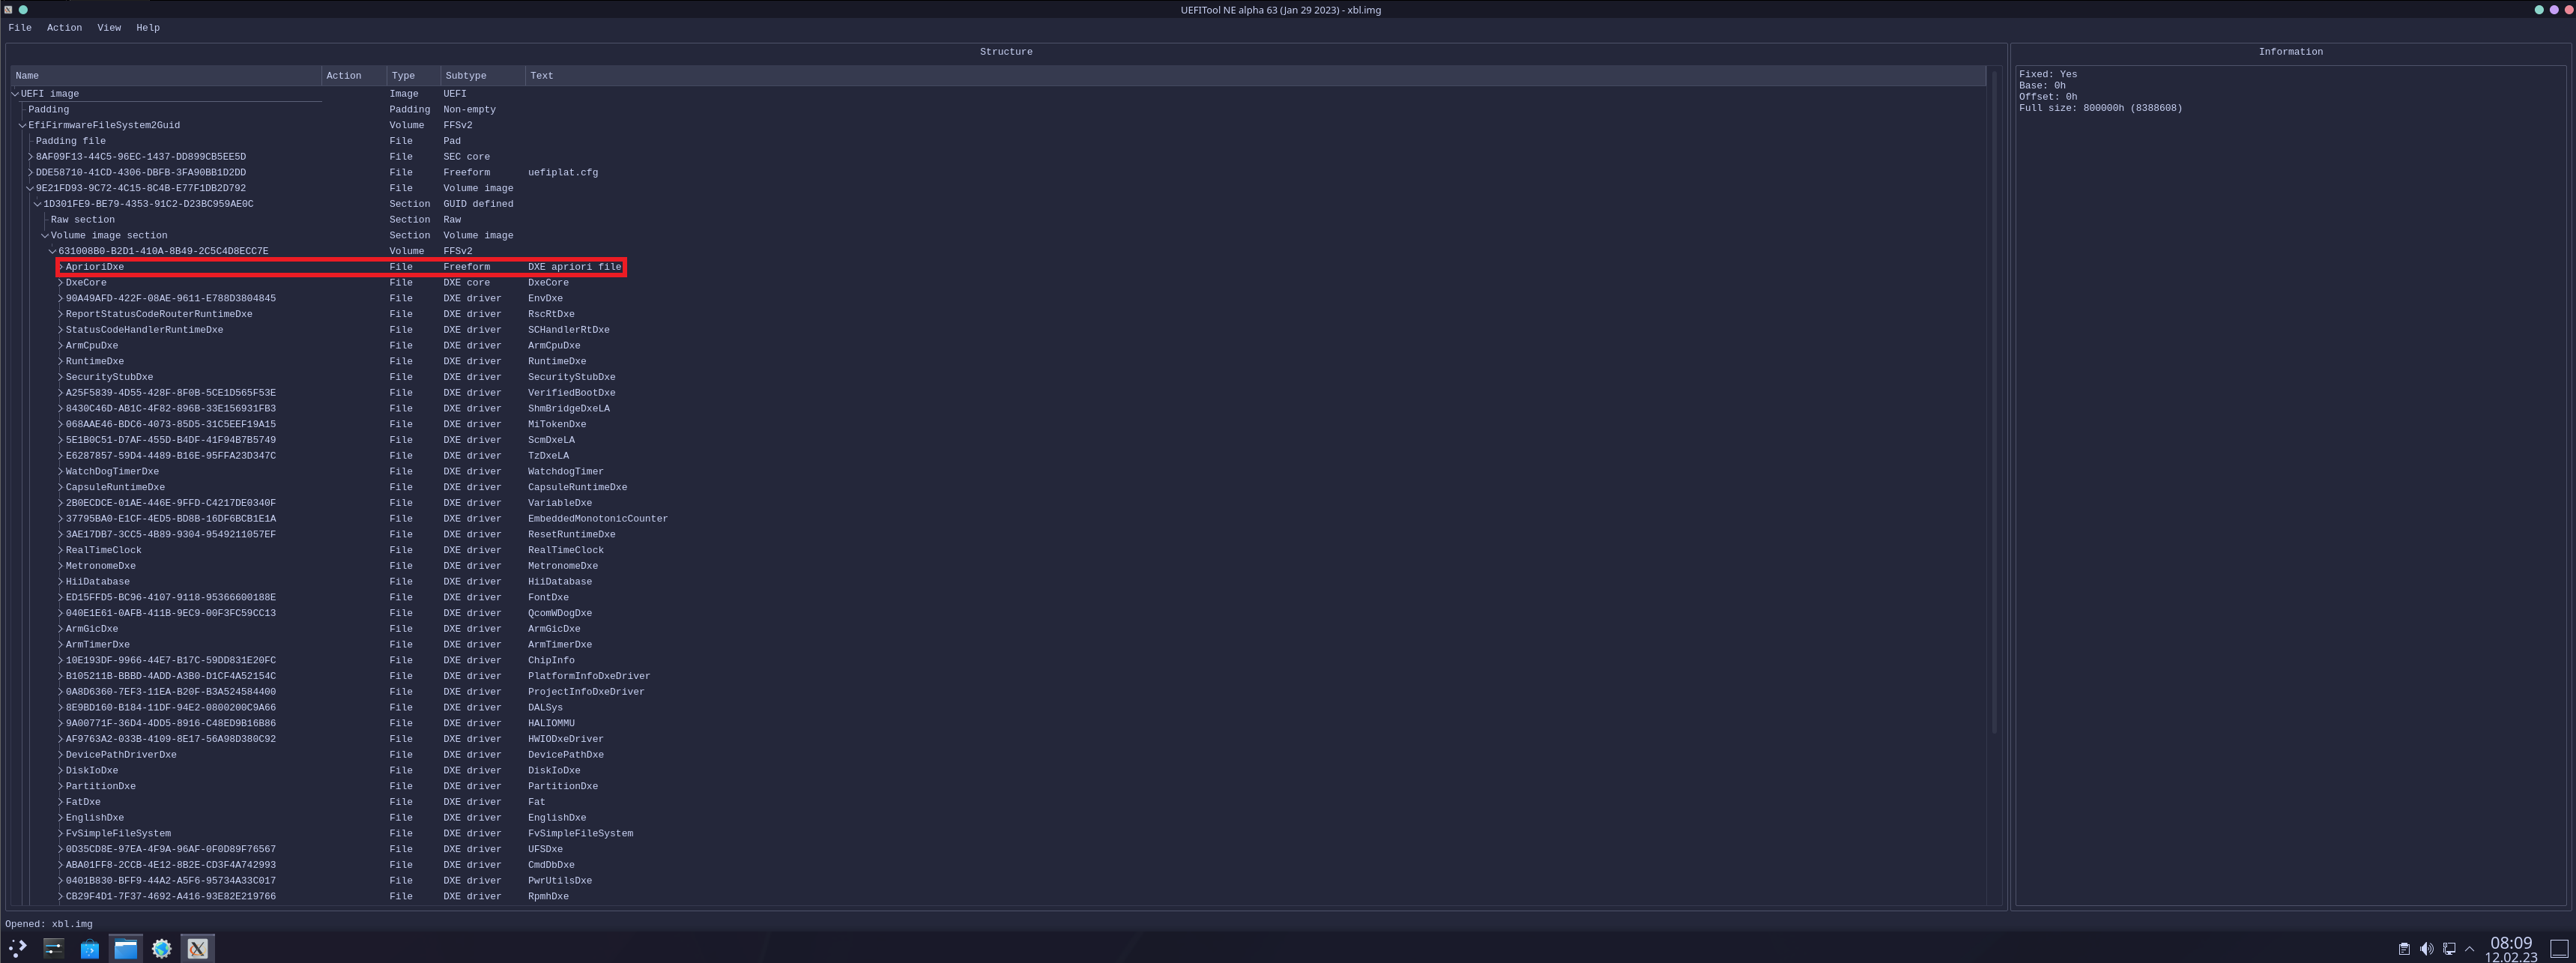 UEFITool NE alpha 63 (Jan 29 2023) - xbl.img
File Action View Help
Structure
Name Action Type Subtype Text
UEFI image Image UEFI
Padding Padding Non-empty
EfiFirmwareFileSystem2Guid Volume FFSv2
Padding file File Pad
8AF09F13-44C5-96EC-1437-DD899CB5EE5D File SEC core
DDE58710-41CD-4306-DBFB-3FA90BB1D2DD File Freeform uefiplat.cfg
9E21FD93-9C72-4C15-8C4B-E77F1DB2D792 File Volume image
1D301FE9-BE79-4353-91C2-D23BC959AE0C Section GUID defined
Raw section Section Raw
Volume image section Section Volume image
631008B0-B2D1-410A-8B49-2C5C4D8ECC7E Volume FFSv2
AprioriDxe File Freeform DXE apriori file
DxeCore File DXE core DxeCore
90A49AFD-422F-08AE-9611-E788D3804845 File DXE driver EnvDxe
ReportStatusCodeRouterRuntimeDxe File DXE driver RscRtDxe
StatusCodeHandlerRuntimeDxe File DXE driver SCHandlerRtDxe
ArmCpuDxe File DXE driver ArmCpuDxe
RuntimeDxe File DXE driver RuntimeDxe
SecurityStubDxe File DXE driver SecurityStubDxe
A25F5839-4D55-428F-8F0B-5CE1D565F53E File DXE driver VerifiedBootDxe
8430C46D-AB1C-4F82-896B-33E156931FB3 File DXE driver ShmBridgeDxeLA
068AAE46-BDC6-4073-85D5-31C5EEF19A15 File DXE driver MiTokenDxe
5E1B0C51-D7AF-455D-B4DF-41F94B7B5749 File DXE driver ScmDxeLA
E6287857-59D4-4489-B16E-95FFA23D347C File DXE driver TzDxeLA
WatchDogTimerDxe File DXE driver WatchdogTimer
CapsuleRuntimeDxe File DXE driver CapsuleRuntimeDxe
2B0ECDCE-01AE-446E-9FFD-C4217DE0340F File DXE driver VariableDxe
37795BA0-E1CF-4ED5-BD8B-16DF6BCB1E1A File DXE driver EmbeddedMonotonicCounter
3AE17DB7-3CC5-4B89-9304-9549211057EF File DXE driver ResetRuntimeDxe
RealTimeClock File DXE driver RealTimeClock
MetronomeDxe File DXE driver MetronomeDxe
HiiDatabase File DXE driver HiiDatabase
ED15FFD5-BC96-4107-9118-95366600188E File DXE driver FontDxe
040E1E61-0AFB-411B-9EC9-00F3FC59CC13 File DXE driver QcomWDogDxe
ArmGicDxe File DXE driver ArmGicDxe
ArmTimerDxe File DXE driver ArmTimerDxe
10E193DF-9966-44E7-B17C-59DD831E20FC File DXE driver ChipInfo
B105211B-BBBD-4ADD-A3B0-D1CF4A52154C File DXE driver PlatformInfoDxeDriver
0A8D6360-7EF3-11EA-B20F-B3A524584400 File DXE driver ProjectInfoDxeDriver
8E9BD160-B184-11DF-94E2-0800200C9A66 File DXE driver DALSys
9A00771F-36D4-4DD5-8916-C48ED9B16B86 File DXE driver HALIOMMU
AF9763A2-033B-4109-8E17-56A98D380C92 File DXE driver HWIODxeDriver
DevicePathDriverDxe File DXE driver DevicePathDxe
DiskIoDxe File DXE driver DiskIoDxe
PartitionDxe File DXE driver PartitionDxe
FatDxe File DXE driver Fat
EnglishDxe File DXE driver EnglishDxe
FvSimpleFileSystem File DXE driver FvSimpleFileSystem
0D35CD8E-97EA-4F9A-96AF-0F0D89F76567 File DXE driver UFSDxe
ABA01FF8-2CCB-4E12-8B2E-CD3F4A742993 File DXE driver CmdDbDxe
0401B830-BFF9-44A2-A5F6-95734A33C017 File DXE driver PwrUtilsDxe
CB29F4D1-7F37-4692-A416-93E82E219766 File DXE driver RpmhDxe
Information
Fixed: Yes
Base: 0h
Offset: 0h
Full size: 800000h (8388608)
Opened: xbl.img
08:09
12.02.23